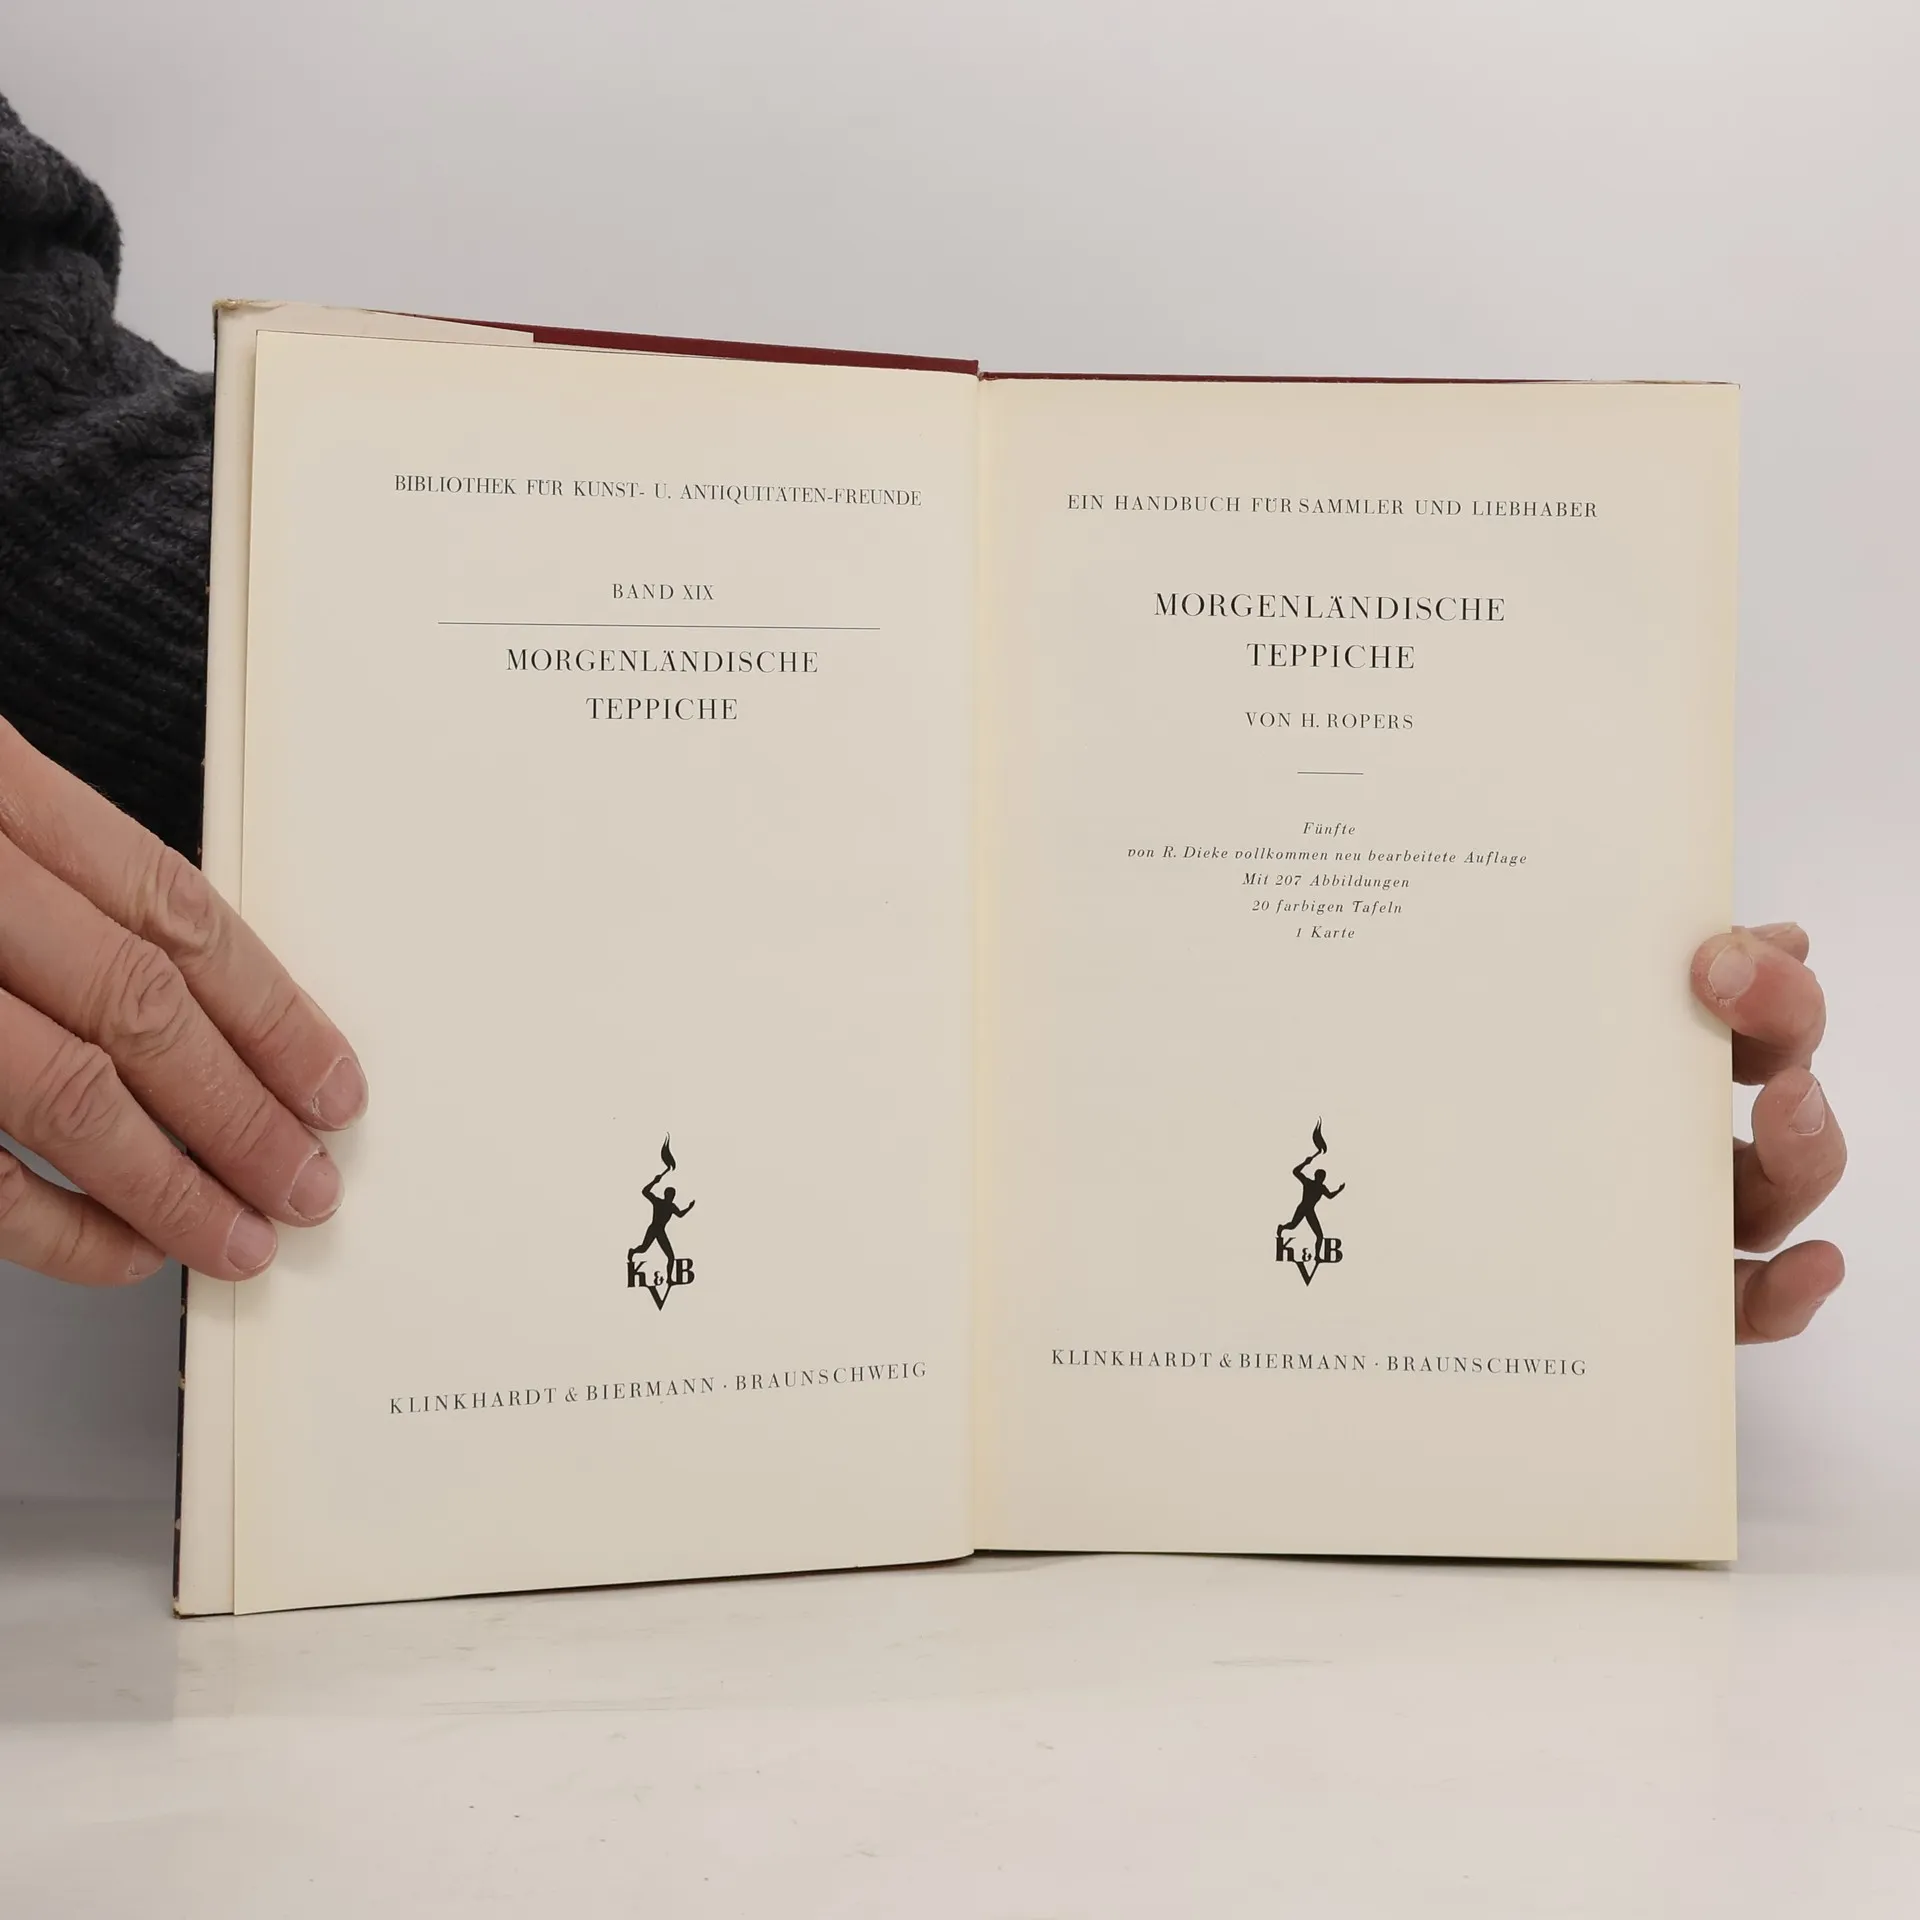 BIBLIOTHEK FÜR KUNST- U. ANTIQUITÄTEN-FREUNDE
BAND XIX
MORGENLÄNDISCHE
TEPPICHE
K & B
V
KLINKHARDT & BIERMANN · BRAUNSCHWEIG
EIN HANDBUCH FÜR SAMMLER UND LIEBHABER
MORGENLÄNDISCHE
TEPPICHE
VON H. ROPERS
Fünfte
von R. Dieke vollkommen neu bearbeitete Auflage
Mit 207 Abbildungen
20 farbigen Tafeln
1 Karte
K & B
V
KLINKHARDT & BIERMANN · BRAUNSCHWEIG